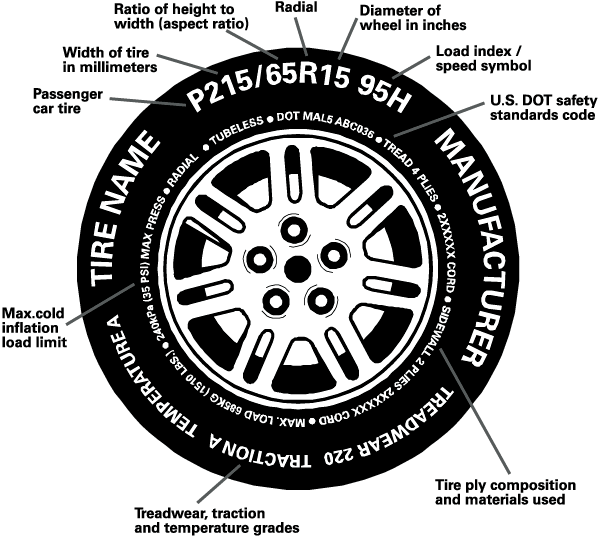 Ratio of height to
width (aspect ratio)
Radial
Diameter of
wheel in inches
Width of tire
in millimeters
Load index /
speed symbol
Passenger
car tire
U.S. DOT safety
standards code
P215/65R15 95H
TIRE NAME
MANUFACTURER
240kPa (35 PSI) MAX PRESS ● RADIAL ● TUBELESS ● DOT MAL5 ABC036 ● TREAD 4 PLIES ● 2XXXXX CORD ● SIDEWALL 2 PLIES 2XXXXX CORD ● MAX. LOAD 685KG (1510 LBS.) ●
TREADWEAR 220 TRACTION A TEMPERATURE A
Max.cold
inflation
load limit
Tire ply composition
and materials used
Treadwear, traction
and temperature grades